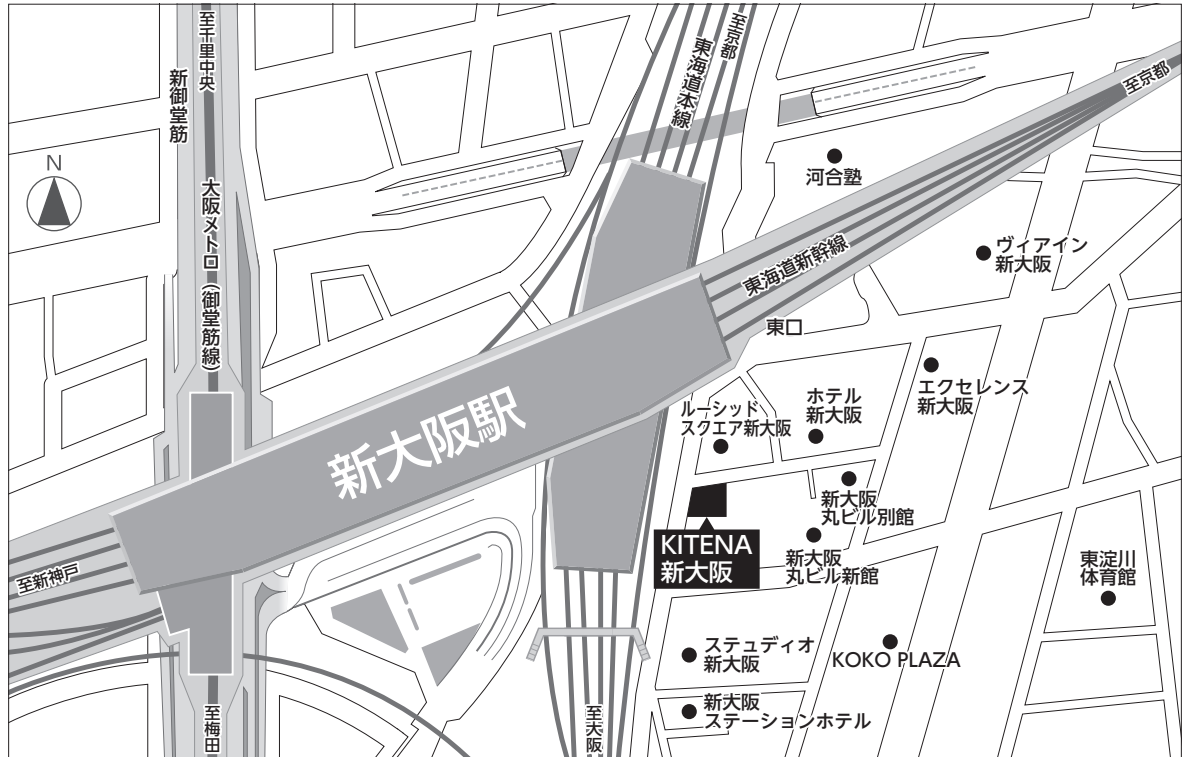 至千里中央
新御堂筋
大阪メトロ(御堂筋線)
東海道本線
至京都
至京都
N
河合塾
ヴィアイン
新大阪
東海道新幹線
東口
エクセレンス
新大阪
ホテル
新大阪
ルーシッド
スクエア新大阪
新大阪駅
新大阪
丸ビル別館
KITENA
新大阪
新大阪
丸ビル新館
東淀川
体育館
至新神戸
ステュディオ
新大阪
KOKO PLAZA
新大阪
ステーションホテル
至梅田
至大阪